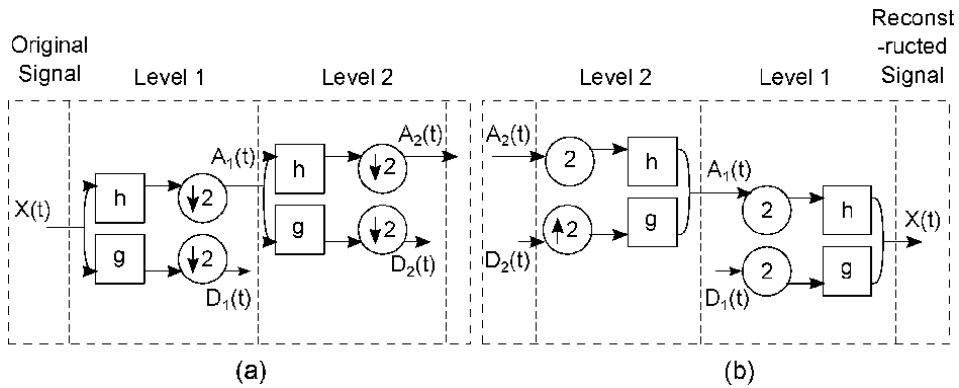 Original
Signal
Level 1
Level 2
Level 2
Level 1
Reconst
-ructed
Signal
X(t)
h
↓2
g
↓2
A1(t)
D1(t)
h
↓2
g
↓2
A2(t)
D2(t)
A2(t)
2
h
D2(t)
↑2
g
A1(t)
2
h
D1(t)
2
g
X(t)
(a)
(b)